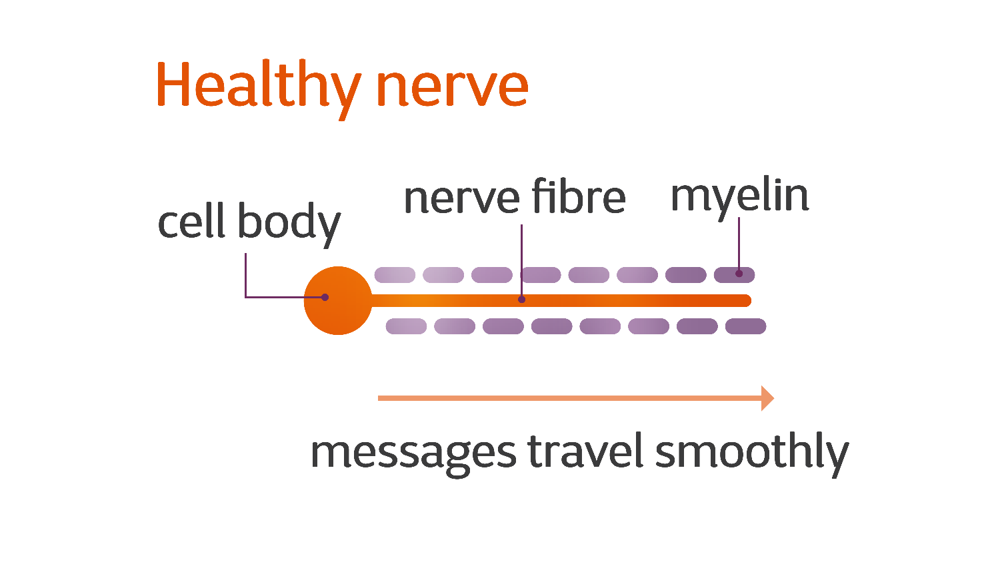 Healthy nerve
cell body
nerve fibre
myelin
messages travel smoothly